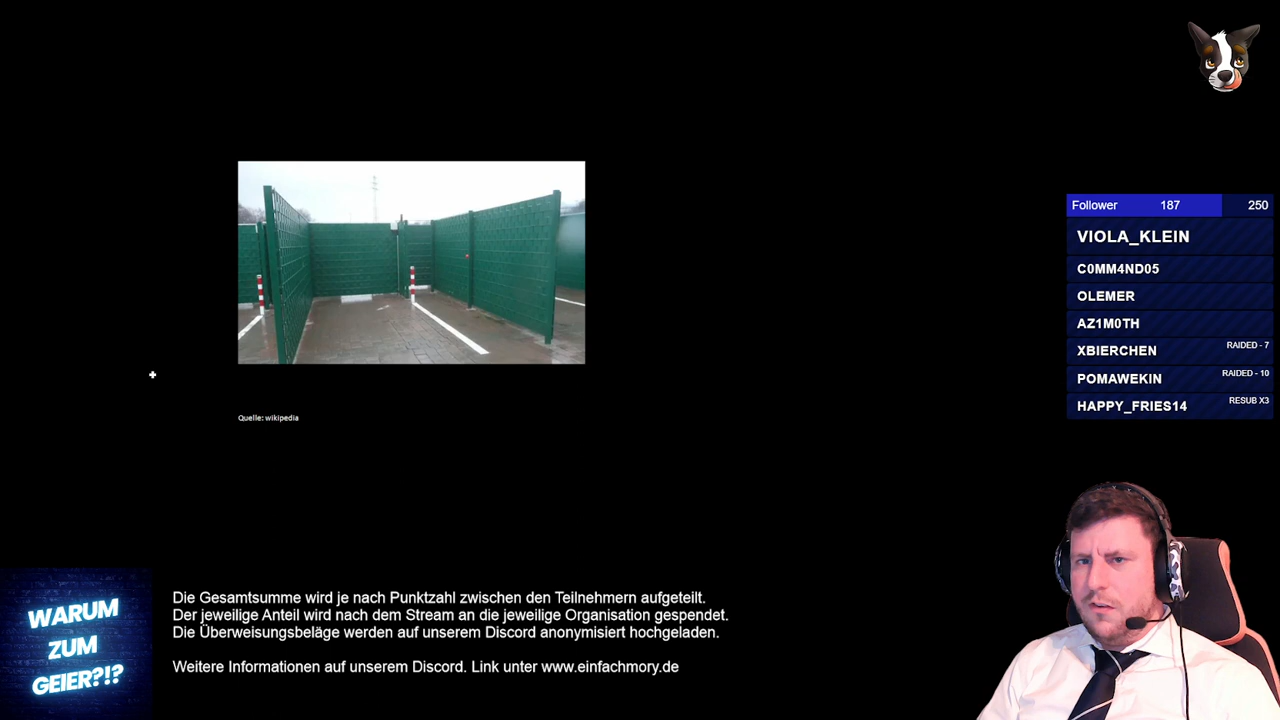 Follower 187 250
VIOLA_KLEIN
C0MM4ND05
OLEMER
AZ1M0TH
XBIERCHEN RAIDED - 7
POMAWEKIN RAIDED - 10
HAPPY_FRIES14 RESUB X3
Quelle: wikipedia
WARUM
ZUM
GEIER?!?
Die Gesamtsumme wird je nach Punktzahl zwischen den Teilnehmern aufgeteilt.
Der jeweilige Anteil wird nach dem Stream an die jeweilige Organisation gespendet.
Die Überweisungsbeläge werden auf unserem Discord anonymisiert hochgeladen.
Weitere Informationen auf unserem Discord. Link unter www.einfachmory.de